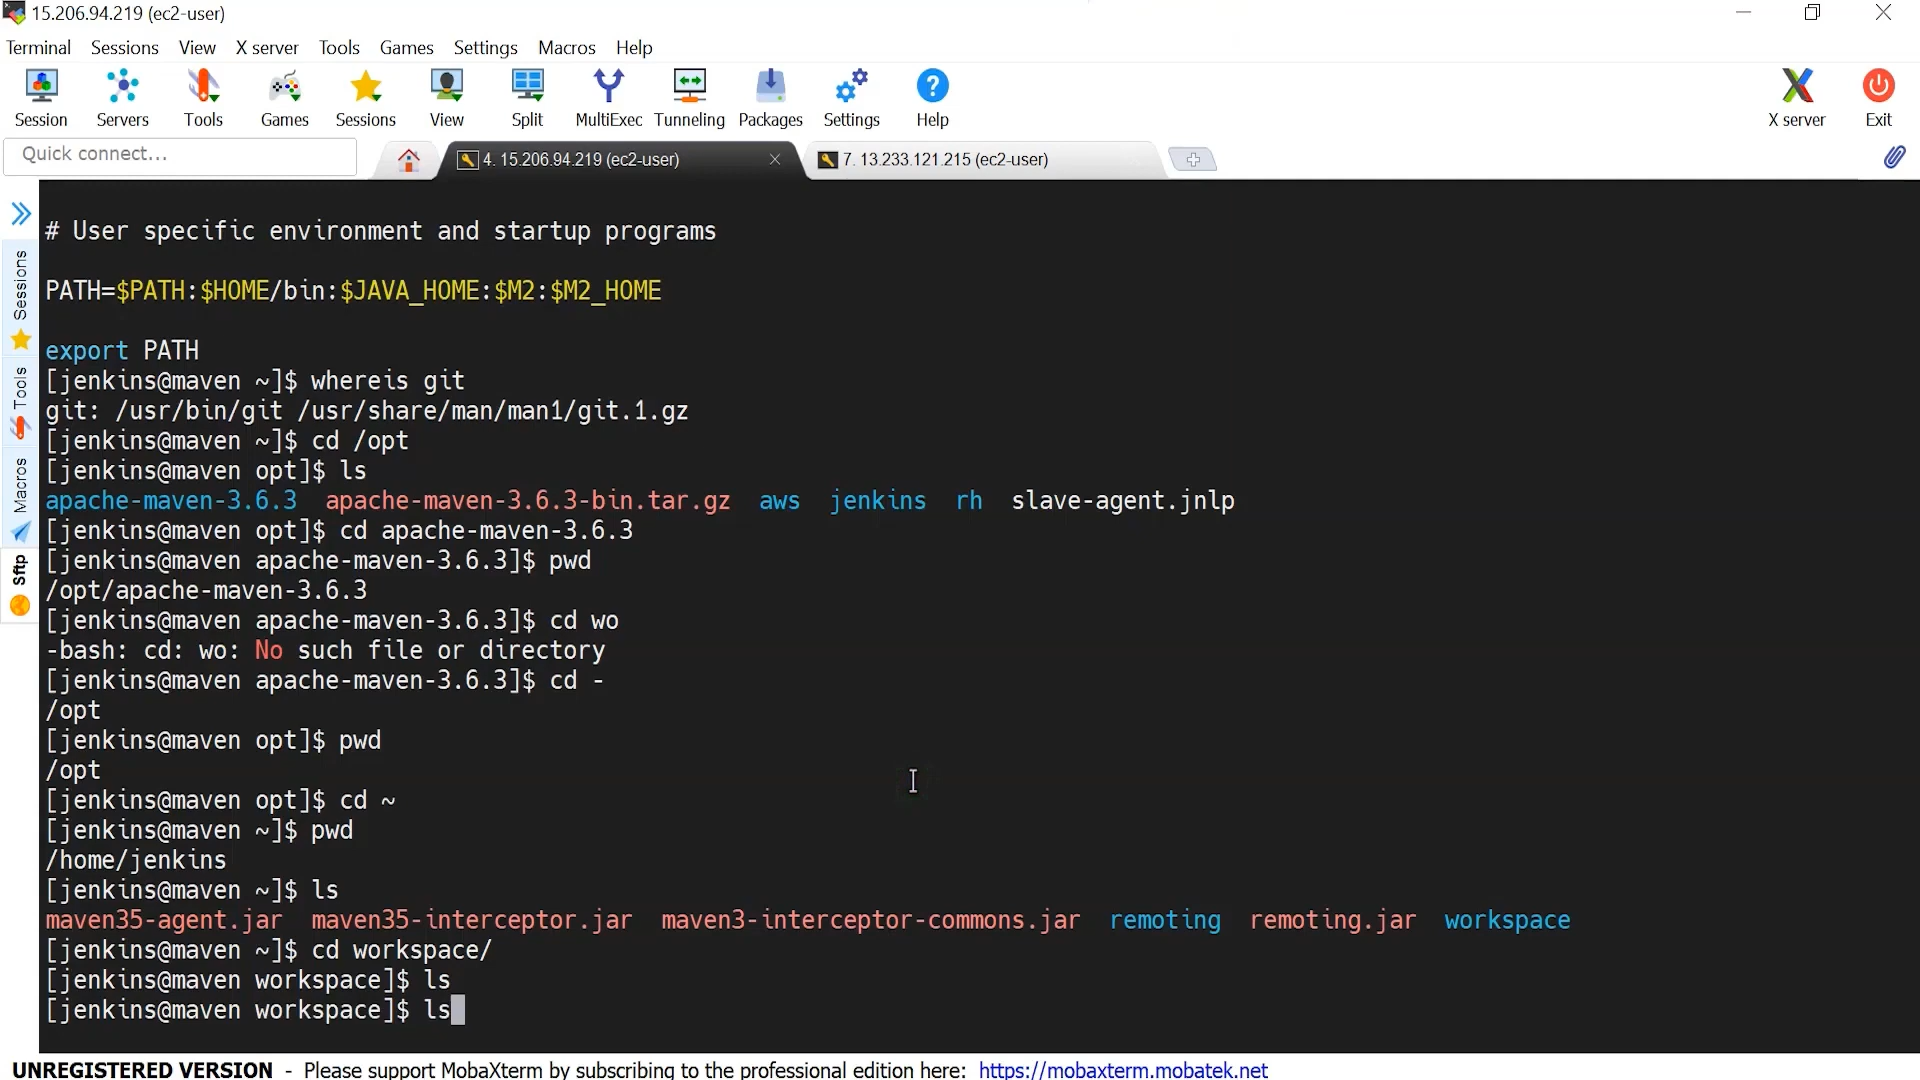 15.206.94.219 (ec2-user)
Terminal Sessions View X server Tools Games Settings Macros Help
Session Servers Tools Games Sessions View Split MultiExec Tunneling Packages Settings Help X server Exit
Quick connect...
4. 15.206.94.219 (ec2-user)
7. 13.233.121.215 (ec2-user)
Sessions
Tools
Macros
Sftp
# User specific environment and startup programs
PATH=$PATH:$HOME/bin:$JAVA_HOME:$M2:$M2_HOME
export PATH
[jenkins@maven ~]$ whereis git
git: /usr/bin/git /usr/share/man/man1/git.1.gz
[jenkins@maven ~]$ cd /opt
[jenkins@maven opt]$ ls
apache-maven-3.6.3 apache-maven-3.6.3-bin.tar.gz aws jenkins rh slave-agent.jnlp
[jenkins@maven opt]$ cd apache-maven-3.6.3
[jenkins@maven apache-maven-3.6.3]$ pwd
/opt/apache-maven-3.6.3
[jenkins@maven apache-maven-3.6.3]$ cd wo
-bash: cd: wo: No such file or directory
[jenkins@maven apache-maven-3.6.3]$ cd -
/opt
[jenkins@maven opt]$ pwd
/opt
[jenkins@maven opt]$ cd ~
[jenkins@maven ~]$ pwd
/home/jenkins
[jenkins@maven ~]$ ls
maven35-agent.jar maven35-interceptor.jar maven3-interceptor-commons.jar remoting remoting.jar workspace
[jenkins@maven ~]$ cd workspace/
[jenkins@maven workspace]$ ls
[jenkins@maven workspace]$ ls
UNREGISTERED VERSION - Please support MobaXterm by subscribing to the professional edition here: https://mobaxterm.mobatek.net